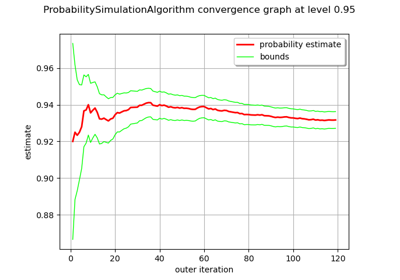 ProbabilitySimulationAlgorithm convergence graph at level 0.95
probability estimate
bounds
0.96
0.94
0.92
0.90
0.88
estimate
0 20 40 60 80 100 120
outer iteration